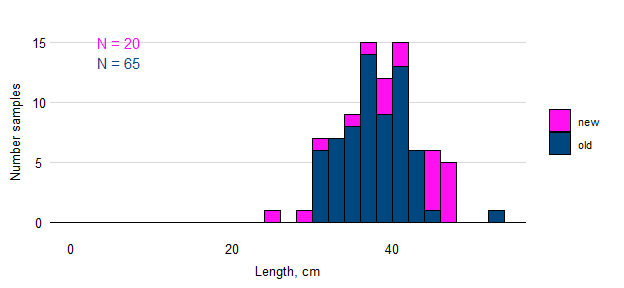 15
N = 20
N = 65
10
5
0
Number samples
0 20 40
Length, cm
new
old